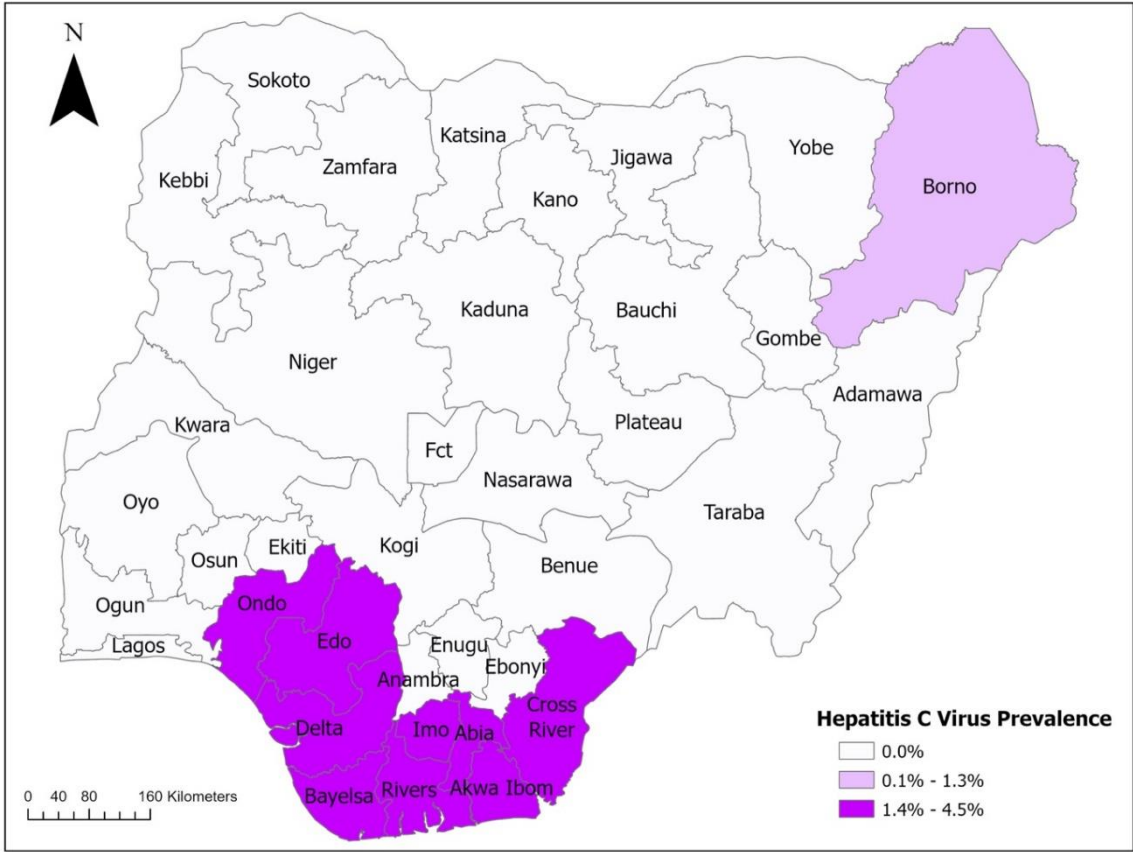 N
Sokoto
Katsina
Jigawa
Yobe
Kebbi
Zamfara
Kano
Borno
Kaduna
Bauchi
Gombe
Niger
Adamawa
Kwara
Plateau
Fct
Nasarawa
Oyo
Taraba
Osun
Ekiti
Kogi
Benue
Ogun
Ondo
Lagos
Edo
Enugu
Ebonyi
Anambra
Cross
River
Delta
Imo
Abia
Bayelsa
Rivers
Akwa Ibom
Hepatitis C Virus Prevalence
0.0%
0.1% - 1.3%
1.4% - 4.5%
0 40 80 160 Kilometers